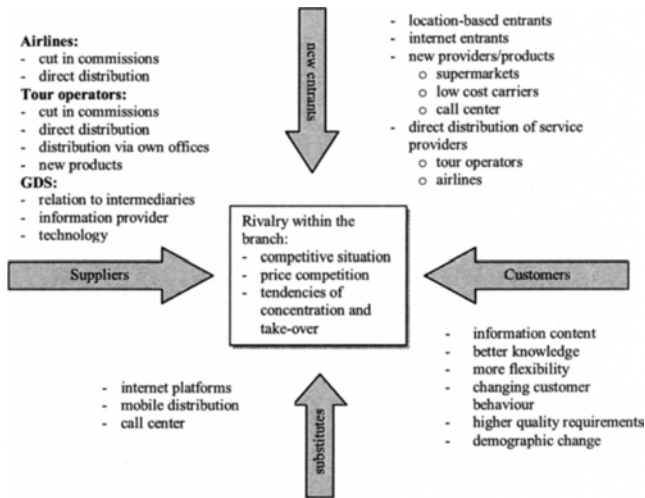 Airlines:
- cut in commissions
- direct distribution
Tour operators:
- cut in commissions
- direct distribution
- distribution via own offices
- new products
GDS:
- relation to intermediaries
- information provider
- technology
new entrants
- location-based entrants
- internet entrants
- new providers/products
o supermarkets
o low cost carriers
o call center
- direct distribution of service
providers
o tour operators
o airlines
Suppliers
Rivalry within the
branch:
- competitive situation
- price competition
- tendencies of
concentration and
take-over
Customers
- internet platforms
- mobile distribution
- call center
substitutes
- information content
- better knowledge
- more flexibility
- changing customer
behaviour
- higher quality requirements
- demographic change